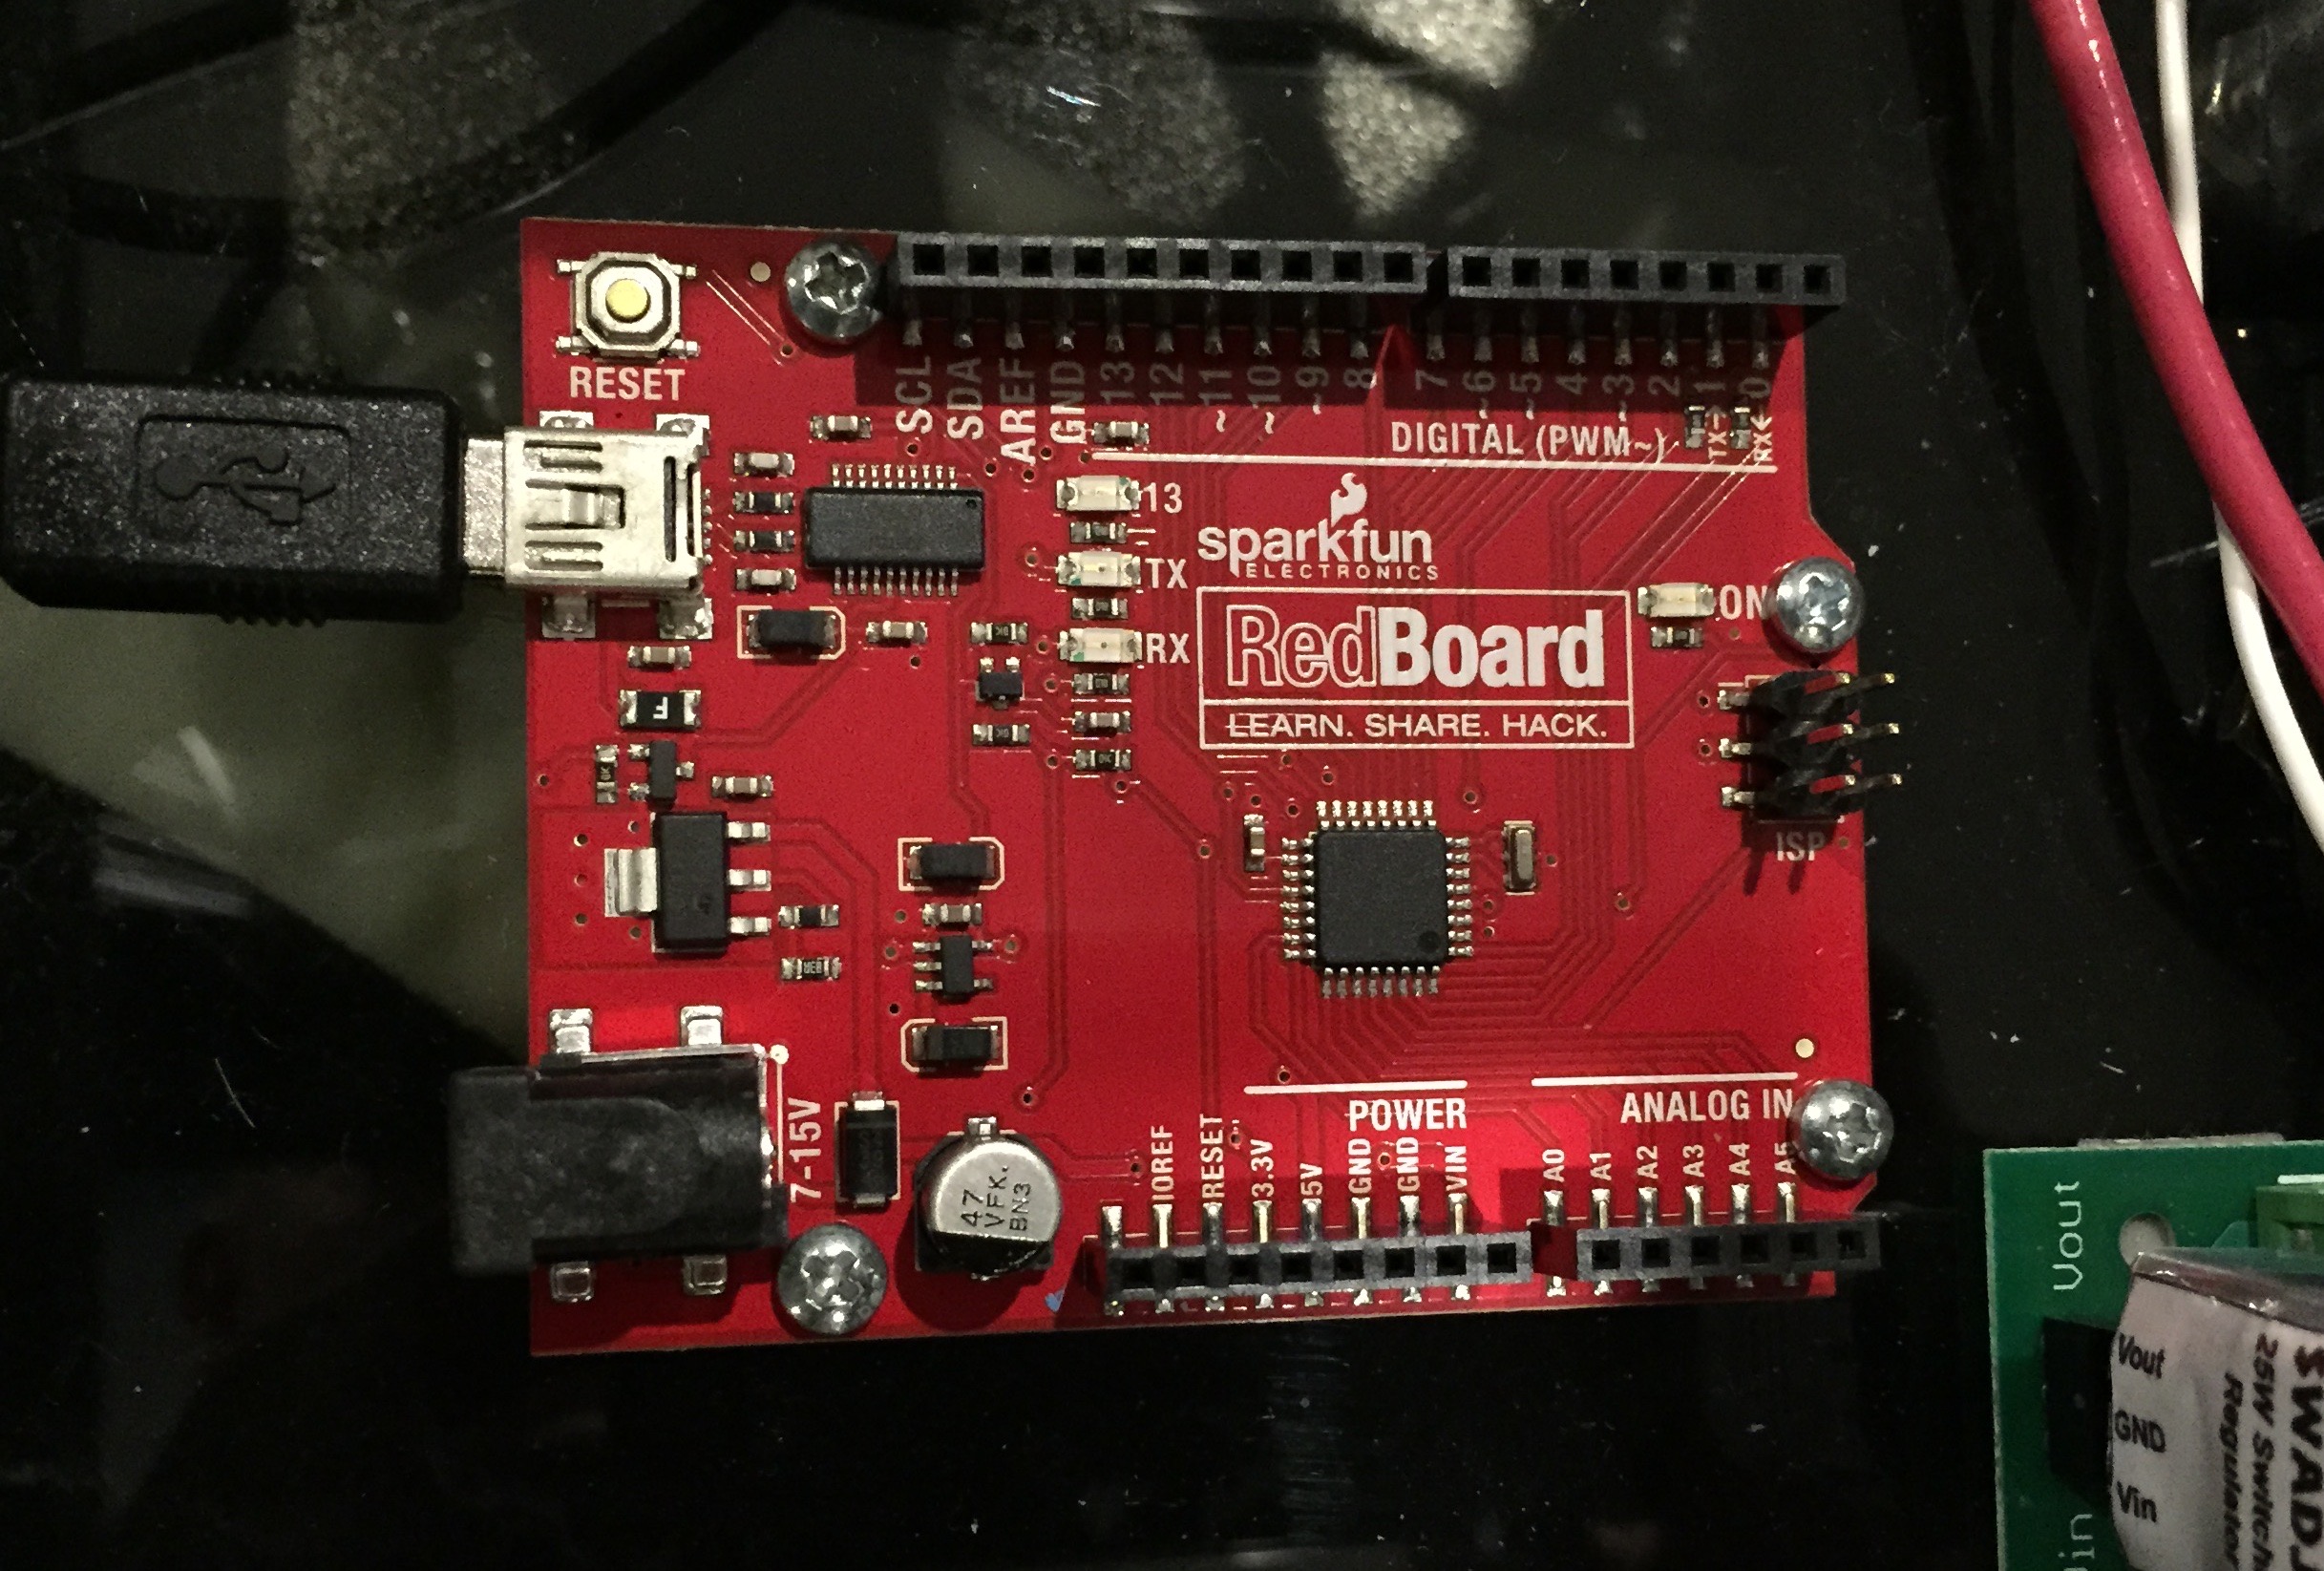 RESET
SCL
SDA
AREF
GND
13
12
~11
~10
~9
8
7
~6
~5
4
~3
2
TX→1
RX←0
DIGITAL (PWM~)
13
TX
RX
sparkfun
ELECTRONICS
ON
RedBoard
LEARN. SHARE. HACK.
F
ISP
7-15V
47
VFK.
BN3
POWER
ANALOG IN
IOREF
RESET
3.3V
5V
GND
GND
VIN
A0
A1
A2
A3
A4
A5
Vout
Vout
GND
Vin
25W
Regulator